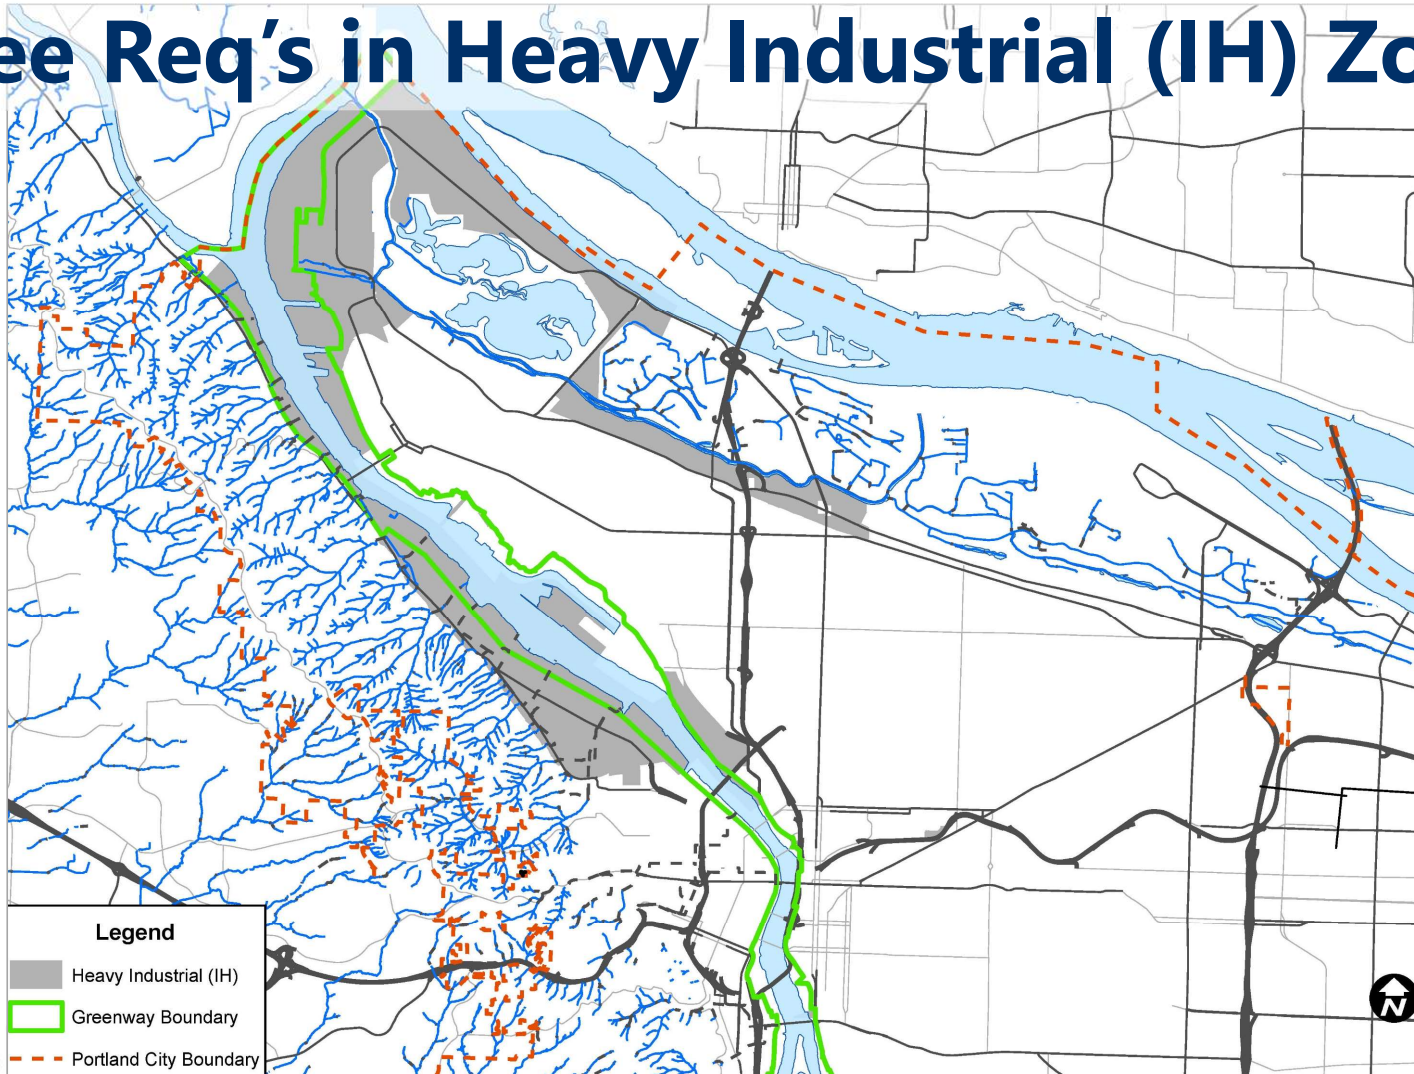 ee Req's in Heavy Industrial (IH) Zo
Legend
Heavy Industrial (IH)
Greenway Boundary
Portland City Boundary
N